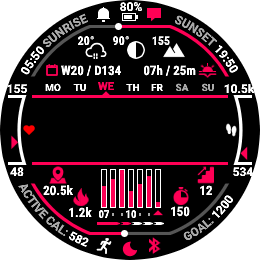 80%
05:50 SUNRISE
SUNSET 19:50
20° 90° 155
W20 / D134 07h / 25m
MO TU WE TH FR SA SU
155 10.5k
48 534
20.5k 12
1.2k 07 - 10 150
ACTIVE CAL: 582
GOAL: 1200